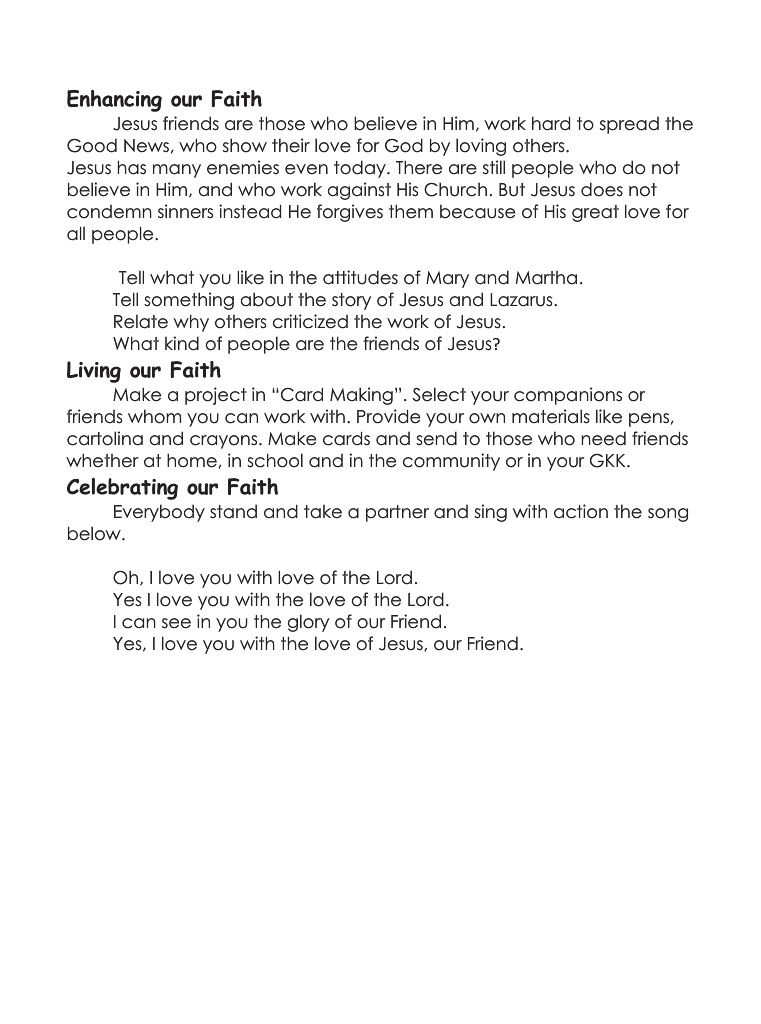 Enhancing our Faith
Jesus friends are those who believe in Him, work hard to spread the
Good News, who show their love for God by loving others.
Jesus has many enemies even today. There are still people who do not
believe in Him, and who work against His Church. But Jesus does not
condemn sinners instead He forgives them because of His great love for
all people.
Tell what you like in the attitudes of Mary and Martha.
Tell something about the story of Jesus and Lazarus.
Relate why others criticized the work of Jesus.
What kind of people are the friends of Jesus?
Living our Faith
Make a project in “Card Making”. Select your companions or
friends whom you can work with. Provide your own materials like pens,
cartolina and crayons. Make cards and send to those who need friends
whether at home, in school and in the community or in your GKK.
Celebrating our Faith
Everybody stand and take a partner and sing with action the song
below.
Oh, I love you with love of the Lord.
Yes I love you with the love of the Lord.
I can see in you the glory of our Friend.
Yes, I love you with the love of Jesus, our Friend.